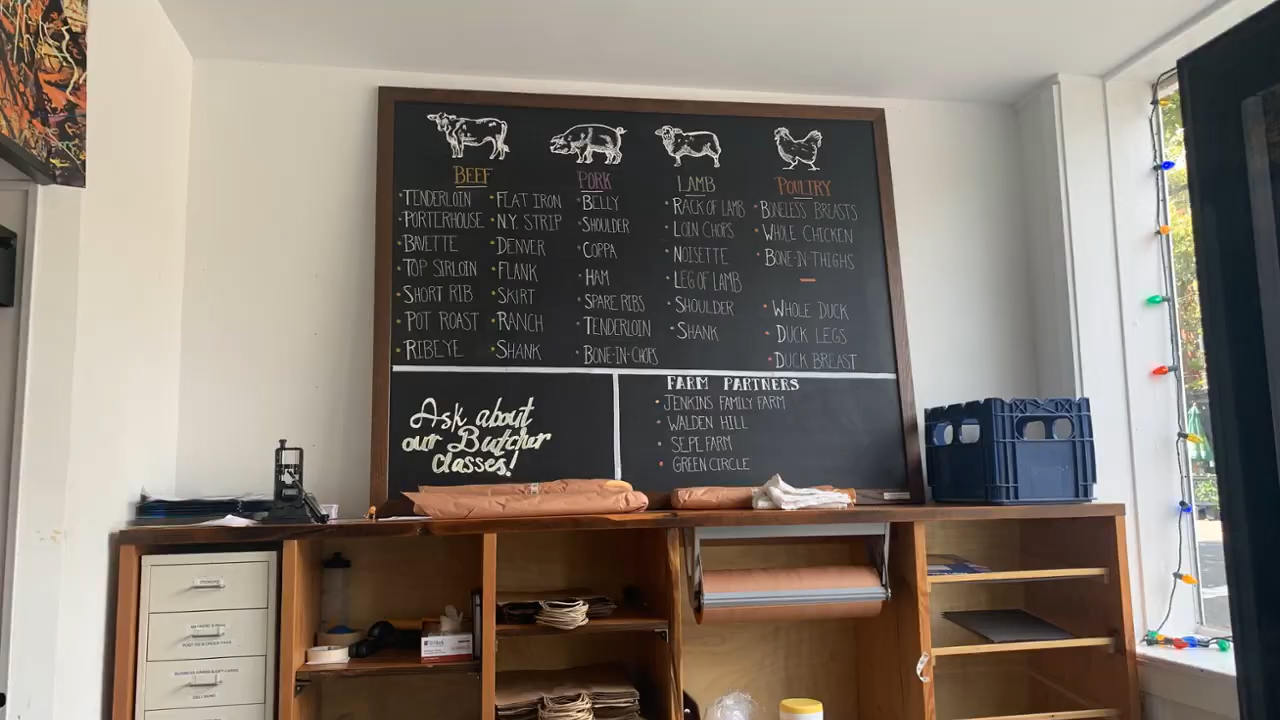 BEEF
TENDERLOIN
PORTERHOUSE
BAVETTE
TOP SIRLOIN
SHORT RIB
POT ROAST
RIBEYE
FLAT IRON
N.Y. STRIP
DENVER
FLANK
SKIRT
RANCH
SHANK
PORK
BELLY
SHOULDER
COPPA
HAM
SPARE RIBS
TENDERLOIN
BONE-IN-CHOPS
LAMB
RACK OF LAMB
LOIN CHOPS
NOISETTE
LEG OF LAMB
SHOULDER
SHANK
POULTRY
BONELESS BREASTS
WHOLE CHICKEN
BONE-N-THIGHS
WHOLE DUCK
DUCK LEGS
DUCK BREAST
Ask about
our Butcher
classes!
FARM PARTNERS
JENKINS FAMILY FARM
WALDEN HILL
SEPE FARM
GREEN CIRCLE